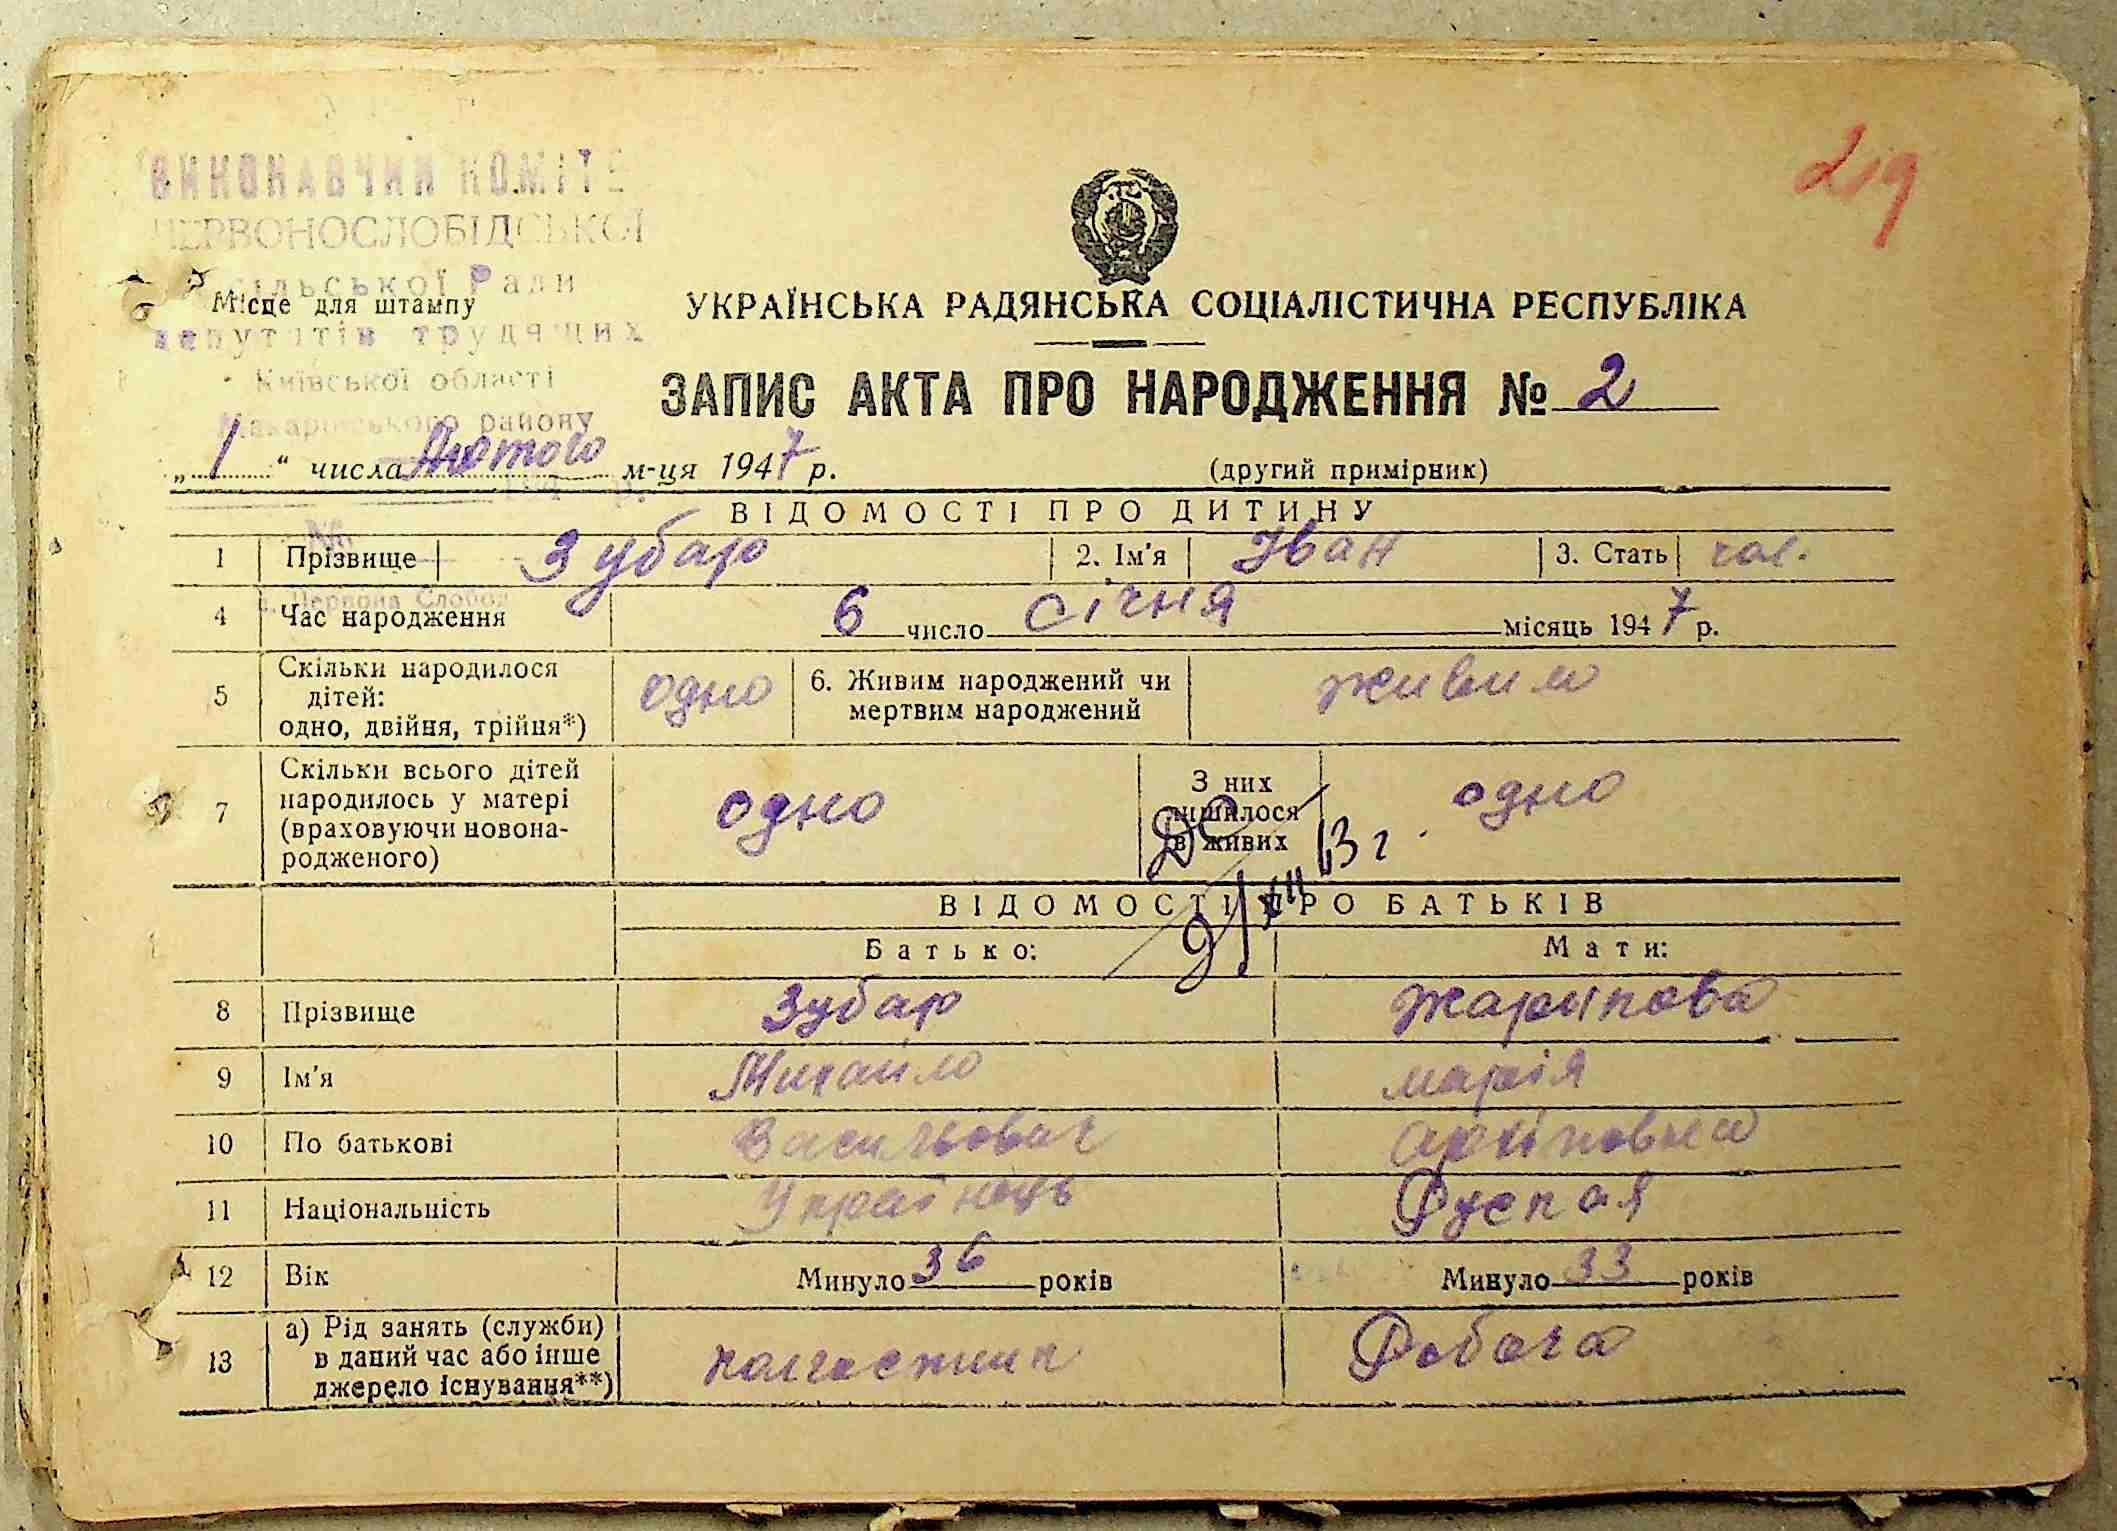 219
ВИКОНАВЧИЙ КОМІТЕ
ЧЕРВОНОСЛОБІДСЬКОЇ
сільської Ради
Місце для штампу
депутатів трудящих
Київської області
Макарівського району
УКРАЇНСЬКА РАДЯНСЬКА СОЦІАЛІСТИЧНА РЕСПУБЛІКА
ЗАПИС АКТА ПРО НАРОДЖЕННЯ № 2
„ 1 “ числа Лютого м-ця 1947 р.
(другий примірник)
ВІДОМОСТІ ПРО ДИТИНУ
№
1 Прізвище Зубар 2. Ім'я Іван 3. Стать чол.
с. Червона Слобод
4 Час народження 6 число січня місяць 1947 р.
5 Скільки народилося дітей: одно, двійня, трійня*) одно 6. Живим народжений чи мертвим народжений живим
7 Скільки всього дітей народилось у матері (враховуючи новонародженого) одно З них лишилося в живих одно
ВІДОМОСТІ ПРО БАТЬКІВ
Батько: Мати:
8 Прізвище Зубар
9 Ім'я Михайло Марія
10 По батькові Васильович
11 Національність Українець Руская
12 Вік Минуло 36 років Минуло 33 років
13 а) Рід занять (служби) в даний час або інше джерело існування**) колгоспник Робоча